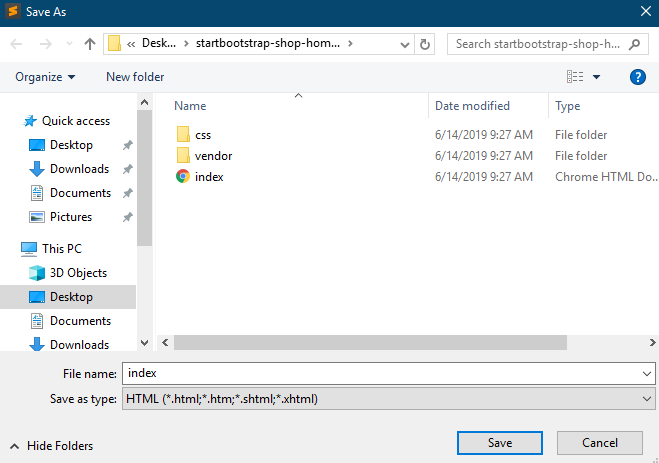 Save As
« Desk... › startbootstrap-shop-hom... ›
Search startbootstrap-shop-h...
Organize New folder
?
Name Date modified Type
Quick access
Desktop
Downloads
Documents
Pictures
This PC
3D Objects
Desktop
Documents
Downloads
css 6/14/2019 9:27 AM File folder
vendor 6/14/2019 9:27 AM File folder
index 6/14/2019 9:27 AM Chrome HTML Do...
File name: index
Save as type: HTML (*.html;*.htm;*.shtml;*.xhtml)
Hide Folders Save Cancel